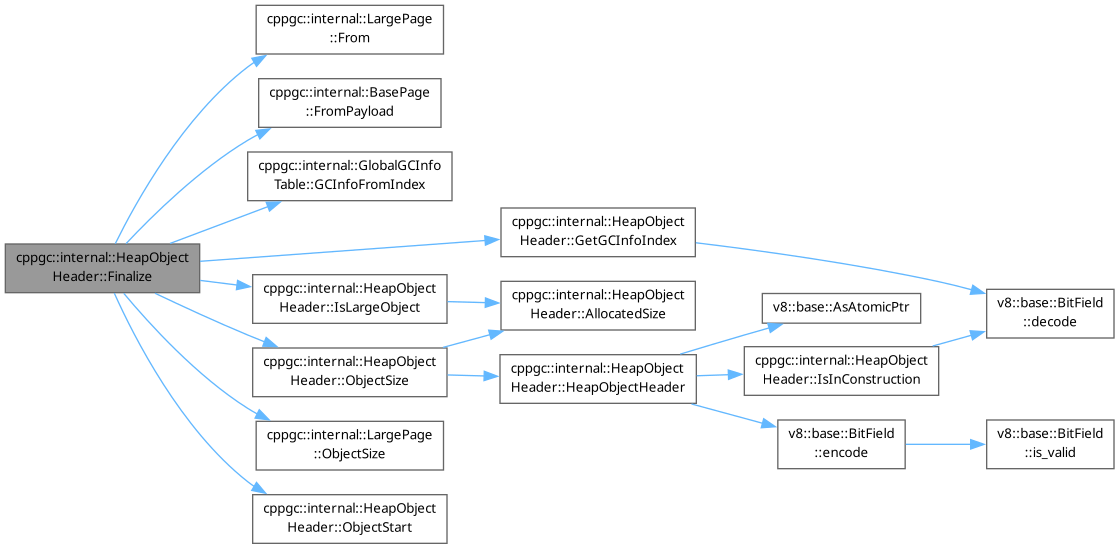 cppgc::internal::LargePage
::From
cppgc::internal::BasePage
::FromPayload
cppgc::internal::GlobalGCInfo
Table::GCInfoFromIndex
cppgc::internal::HeapObject
Header::GetGCInfoIndex
cppgc::internal::HeapObject
Header::Finalize
cppgc::internal::HeapObject
Header::IsLargeObject
cppgc::internal::HeapObject
Header::AllocatedSize
v8::base::AsAtomicPtr
v8::base::BitField
::decode
cppgc::internal::HeapObject
Header::ObjectSize
cppgc::internal::HeapObject
Header::HeapObjectHeader
cppgc::internal::HeapObject
Header::IsInConstruction
cppgc::internal::LargePage
::ObjectSize
v8::base::BitField
::encode
v8::base::BitField
::is_valid
cppgc::internal::HeapObject
Header::ObjectStart